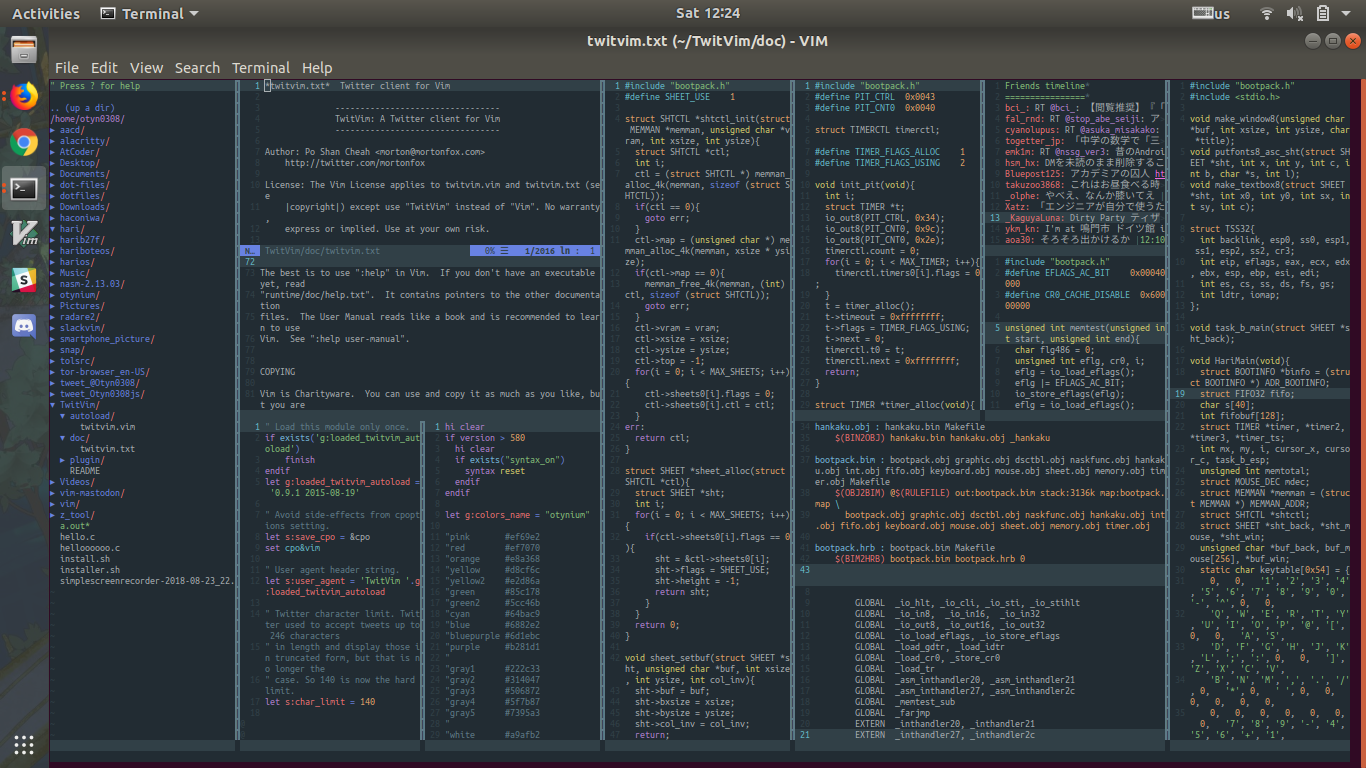 Activities
Terminal
Sat 12:24
us
twitvim.txt (~/TwitVim/doc) - VIM
File Edit View Search Terminal Help
" Press ? for help
.. (up a dir)
/home/otyn0308/
▶ aacd/
▶ alacritty/
▶ AtCoder/
▶ Desktop/
▶ Documents/
▶ dot-files/
▶ dotfiles/
▶ Downloads/
▶ haconiwa/
▼ hari/
▶ harib27f/
▶ haribteos/
▶ harios/
▶ Music/
▶ nasm-2.13.03/
▶ otynium/
▶ Pictures/
▶ radare2/
▶ slackvim/
▶ smartphone_picture/
▶ snap/
▶ tolsrc/
▶ tor-browser_en-US/
▶ tweet_@Otyn0308/
▶ tweet_Otyn0308js/
▼ TwitVim/
▼ autoload/
twitvim.vim
▼ doc/
twitvim.txt
▶ plugin/
README
▶ Videos/
▶ vim-mastodon/
▶ vim/
▶ z_tool/
a.out*
hello.c
helloooooo.c
install.sh
installer.sh
simplescreenrecorder-2018-08-23_22.
1 *twitvim.txt*  Twitter client for Vim
---------------------------------
TwitVim: A Twitter client for Vim
---------------------------------
Author: Po Shan Cheah <morton@mortonfox.com>
http://twitter.com/mortonfox
License: The Vim License applies to twitvim.vim and twitvim.txt (se
e
|copyright|) except use "TwitVim" instead of "Vim". No warranty
,
express or implied. Use at your own risk.
N… TwitVim/doc/twitvim.txt 0% ☰ 1/2016 ln : 1
72
The best is to use ":help" in Vim.  If you don't have an executable
yet, read
"runtime/doc/help.txt".  It contains pointers to the other documenta
tion
files.  The User Manual reads like a book and is recommended to lear
n to use
Vim.  See ":help user-manual".
COPYING
Vim is Charityware.  You can use and copy it as much as you like, bu
t you are
1 " Load this module only once.
if exists('g:loaded_twitvim_aut
oload')
finish
endif
let g:loaded_twitvim_autoload =
'0.9.1 2015-08-19'
" Avoid side-effects from cpopt
ions setting.
let s:save_cpo = &cpo
set cpo&vim
" User agent header string.
let s:user_agent = 'TwitVim '.g
:loaded_twitvim_autoload
" Twitter character limit. Twit
ter used to accept tweets up to
246 characters
" in length and display those i
n truncated form, but that is n
o longer the
" case. So 140 is now the hard
limit.
let s:char_limit = 140
1 hi clear
if version > 580
hi clear
if exists("syntax_on")
syntax reset
endif
endif
let g:colors_name = "otynium"
"pink #ef69e2
"red #ef7070
"orange #e8a368
"yellow #d8cf6c
"yellow2 #e2d86a
"green #85c178
"green2 #5cc46b
"cyan #64bac9
"blue #6882e2
"bluepurple #6d1ebc
"purple #b281d1
"
"gray1 #222c33
"gray2 #314047
"gray3 #506872
"gray4 #5f7b87
"gray5 #7395a3
"
"white #a9afb2
1 #include "bootpack.h"
#define SHEET_USE 1
struct SHTCTL *shtctl_init(struct
MEMMAN *memman, unsigned char *v
ram, int xsize, int ysize){
struct SHTCTL *ctl;
int i;
ctl = (struct SHTCTL *) memman_
alloc_4k(memman, sizeof (struct S
HTCTL));
if(ctl == 0){
goto err;
}
ctl->map = (unsigned char *) me
mman_alloc_4k(memman, xsize * ysi
ze);
if(ctl->map == 0){
memman_free_4k(memman, (int)
ctl, sizeof (struct SHTCTL));
goto err;
}
ctl->vram = vram;
ctl->xsize = xsize;
ctl->ysize = ysize;
ctl->top = -1;
for(i = 0; i < MAX_SHEETS; i++)
{
ctl->sheets0[i].flags = 0;
ctl->sheets0[i].ctl = ctl;
}
err:
return ctl;
}
struct SHEET *sheet_alloc(struct
SHTCTL *ctl){
struct SHEET *sht;
int i;
for(i = 0; i < MAX_SHEETS; i++)
{
if(ctl->sheets0[i].flags == 0
){
sht = &ctl->sheets0[i];
sht->flags = SHEET_USE;
sht->height = -1;
return sht;
}
}
return 0;
}
void sheet_setbuf(struct SHEET *s
ht, unsigned char *buf, int xsize
, int ysize, int col_inv){
sht->buf = buf;
sht->bxsize = xsize;
sht->bysize = ysize;
sht->col_inv = col_inv;
return;
1 #include "bootpack.h"
#define PIT_CTRL 0x0043
#define PIT_CNT0 0x0040
struct TIMERCTL timerctl;
#define TIMER_FLAGS_ALLOC 1
#define TIMER_FLAGS_USING 2
void init_pit(void){
int i;
struct TIMER *t;
io_out8(PIT_CTRL, 0x34);
io_out8(PIT_CNT0, 0x9c);
io_out8(PIT_CNT0, 0x2e);
timerctl.count = 0;
for(i = 0; i < MAX_TIMER; i++){
timerctl.timers0[i].flags = 0
;
}
t = timer_alloc();
t->timeout = 0xffffffff;
t->flags = TIMER_FLAGS_USING;
t->next = 0;
timerctl.t0 = t;
timerctl.next = 0xffffffff;
return;
}
struct TIMER *timer_alloc(void){
Friends timeline*
================*
bci_: RT @bci_: 【閲覧推奨】『「
fal_rnd: RT @stop_abe_seiji: ア
cyanolupus: RT @asuka_misakako:
togetter_jp: 「中学の数学で「三
emk1m: RT @nssg_ver3: 昔のAndroi
hsm_hx: DMを未読のまま削除するこ
Bluepost125: アカデミアの囚人 ht
takuzoo3868: これはお昼食べる時
_olphe: やべえ、なんか膝いてえ
Xatz: 「エンジニアが自分で使うた
13 _KaguyaLuna: Dirty Party ティザ
ykm_kn: I'm at 鳴門市 ドイツ館 i
aoa30: そろそろ出かけるか |12:10
#include "bootpack.h"
#define EFLAGS_AC_BIT 0x00040
000
#define CR0_CACHE_DISABLE 0x600
00000
5 unsigned int memtest(unsigned in
t start, unsigned int end){
char flg486 = 0;
unsigned int eflg, cr0, i;
eflg = io_load_eflags();
eflg |= EFLAGS_AC_BIT;
io_store_eflags(eflg);
eflg = io_load_eflags();
hankaku.obj : hankaku.bin Makefile
$(BIN2OBJ) hankaku.bin hankaku.obj _hankaku
bootpack.bim : bootpack.obj graphic.obj dsctbl.obj naskfunc.obj hankak
u.obj int.obj fifo.obj keyboard.obj mouse.obj sheet.obj memory.obj tim
er.obj Makefile
$(OBJ2BIM) @$(RULEFILE) out:bootpack.bim stack:3136k map:bootpack.
map \
bootpack.obj graphic.obj dsctbl.obj naskfunc.obj hankaku.obj int
.obj fifo.obj keyboard.obj mouse.obj sheet.obj memory.obj timer.obj
bootpack.hrb : bootpack.bim Makefile
$(BIM2HRB) bootpack.bim bootpack.hrb 0
43
GLOBAL _io_hlt, _io_cli, _io_sti, _io_stihlt
GLOBAL _io_in8, _io_in16, _io_in32
GLOBAL _io_out8, _io_out16, _io_out32
GLOBAL _io_load_eflags, _io_store_eflags
GLOBAL _load_gdtr, _load_idtr
GLOBAL _load_cr0, _store_cr0
GLOBAL _load_tr
GLOBAL _asm_inthandler20, _asm_inthandler21
GLOBAL _asm_inthandler27, _asm_inthandler2c
GLOBAL _memtest_sub
GLOBAL _farjmp
EXTERN _inthandler20, _inthandler21
21 EXTERN _inthandler27, _inthandler2c
#include "bootpack.h"
#include <stdio.h>
void make_window8(unsigned char
*buf, int xsize, int ysize, char
*title);
void putfonts8_asc_sht(struct SH
EET *sht, int x, int y, int c, i
nt b, char *s, int l);
void make_textbox8(struct SHEET
*sht, int x0, int y0, int sx, in
t sy, int c);
struct TSS32{
int backlink, esp0, ss0, esp1,
ss1, esp2, ss2, cr3;
int eip, eflags, eax, ecx, edx
, ebx, esp, ebp, esi, edi;
int es, cs, ss, ds, fs, gs;
int ldtr, iomap;
};
void task_b_main(struct SHEET *s
ht_back);
void HariMain(void){
struct BOOTINFO *binfo = (stru
ct BOOTINFO *) ADR_BOOTINFO;
19 struct FIFO32 fifo;
char s[40];
int fifobuf[128];
struct TIMER *timer, *timer2,
*timer3, *timer_ts;
int mx, my, i, cursor_x, curso
r_c, task_b_esp;
unsigned int memtotal;
struct MOUSE_DEC mdec;
struct MEMMAN *memman = (struc
t MEMMAN *) MEMMAN_ADDR;
struct SHTCTL *shtctl;
struct SHEET *sht_back, *sht_m
ouse, *sht_win;
unsigned char *buf_back, buf_m
ouse[256], *buf_win;
static char keytable[0x54] = {
0, 0, '1', '2', '3', '4'
, '5', '6', '7', '8', '9', '0',
'-', '^', 0, 0,
'Q', 'W', 'E', 'R', 'T', 'Y'
, 'U', 'I', 'O', 'P', '@', '[',
0, 0, 'A', 'S',
'D', 'F', 'G', 'H', 'J', 'K'
, 'L', ';', ':', 0, 0, ']',
'Z', 'X', 'C', 'V',
'B', 'N', 'M', ',', '.', '/'
, 0, '*', 0, ' ', 0, 0, 0,
0, 0, 0,
0, 0, 0, 0, 0, 0,
0, '7', '8', '9', '-', '4',
'5', '6', '+', '1',